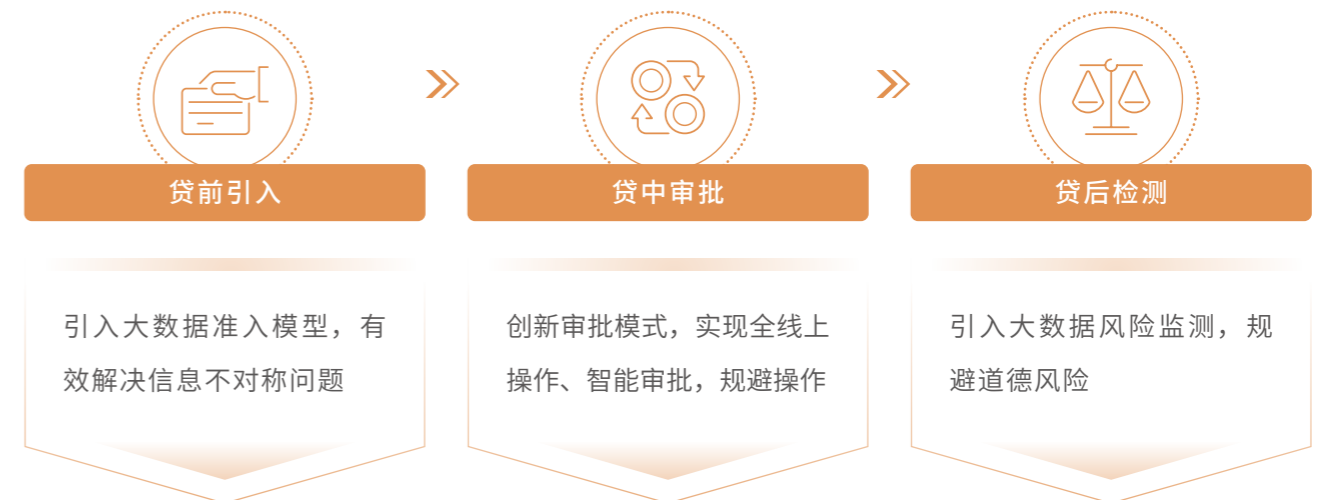 贷前引入
贷中审批
贷后检测
引入大数据准入模型，有
效解决信息不对称问题
创新审批模式，实现全线上
操作、智能审批，规避操作
引入大数据风险监测，规
避道德风险